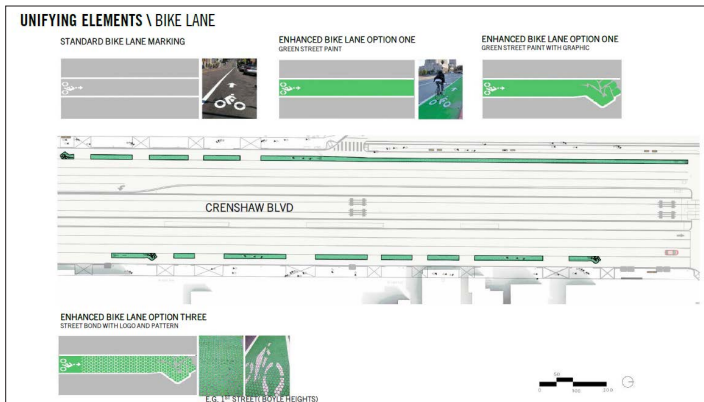 UNIFYING ELEMENTS \ BIKE LANE
STANDARD BIKE LANE MARKING
ENHANCED BIKE LANE OPTION ONE
GREEN STREET PAINT
ENHANCED BIKE LANE OPTION ONE
GREEN STREET PAINT WITH GRAPHIC
CRENSHAW BLVD
ENHANCED BIKE LANE OPTION THREE
STREET BOND WITH LOGO AND PATTERN
E.G. 1ST STREET( BOYLE HEIGHTS)